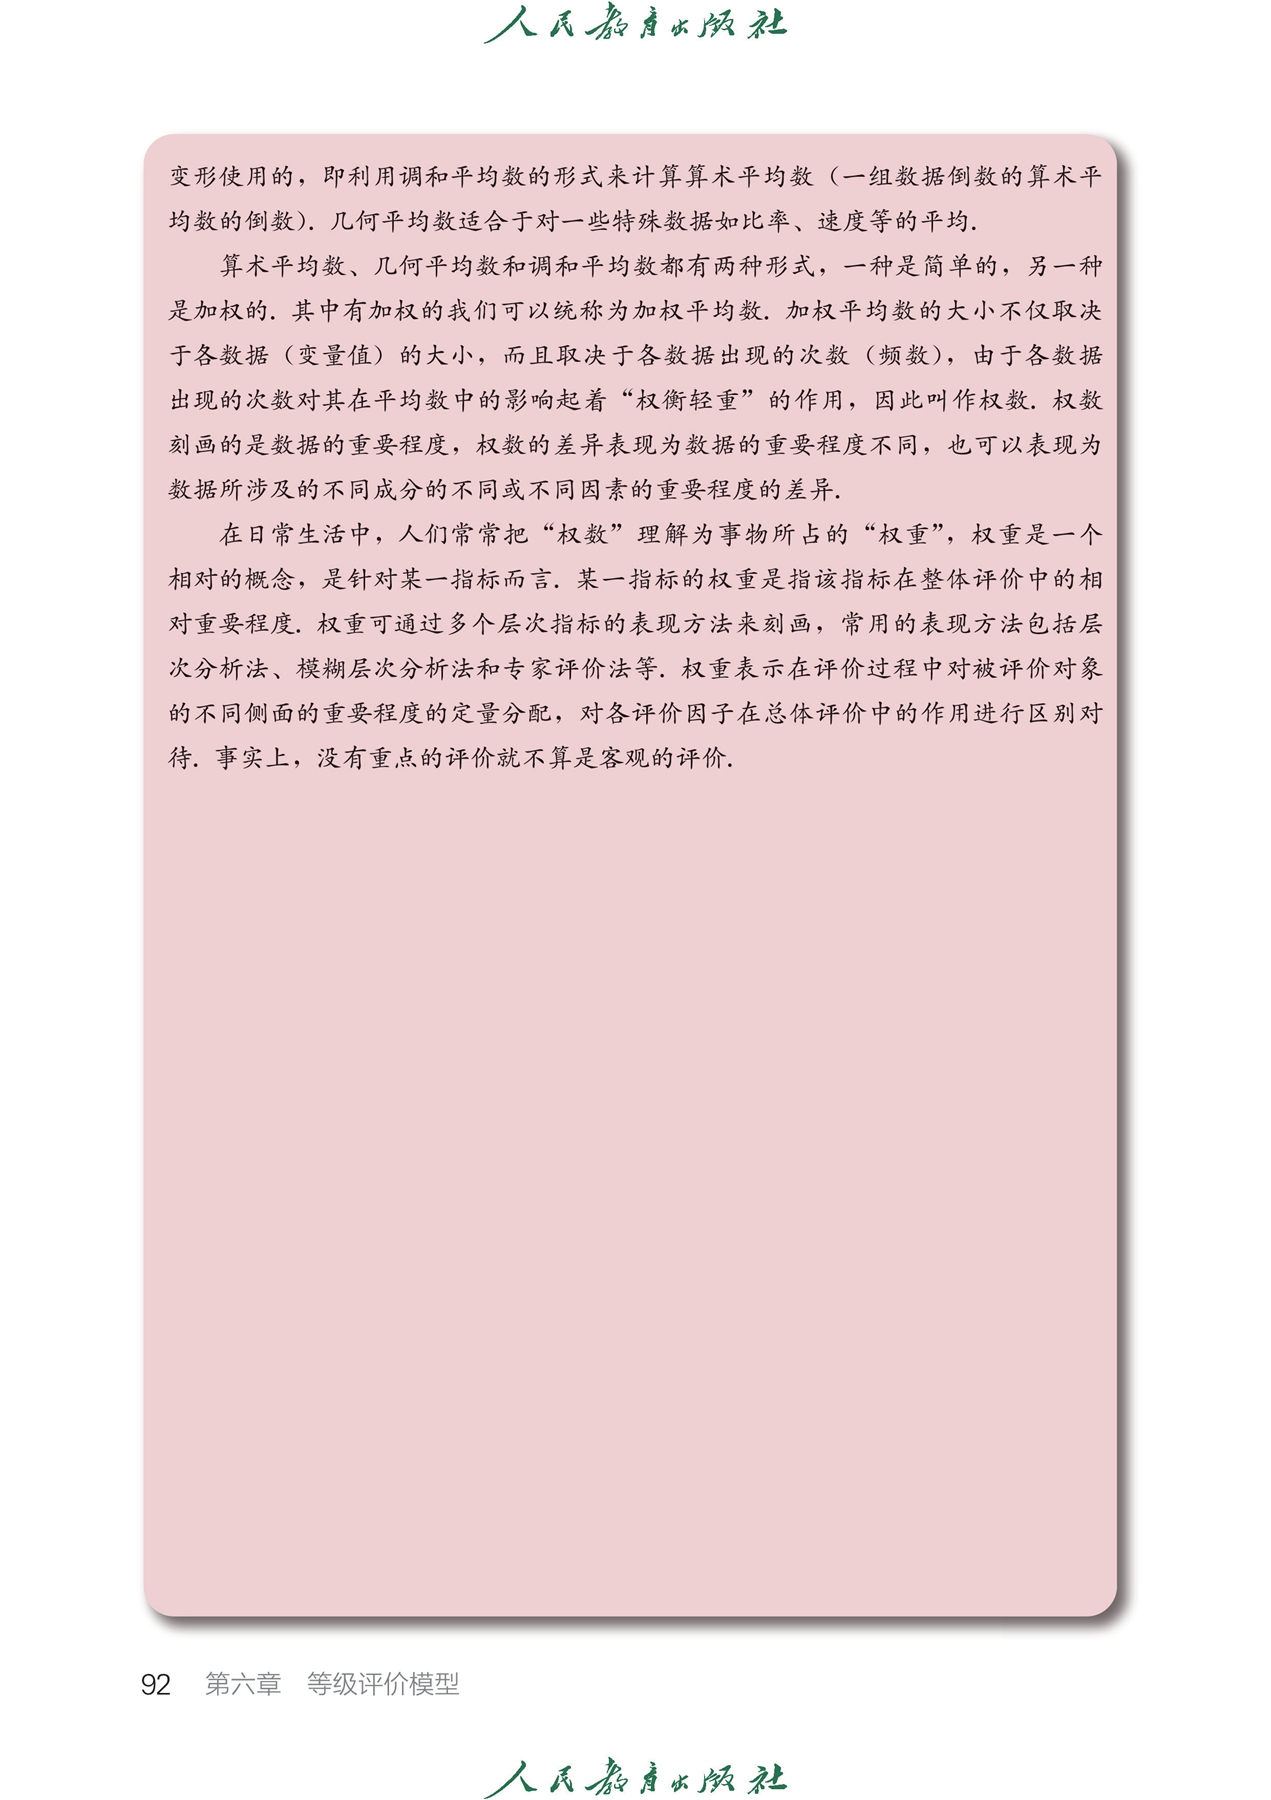 人民教育出版社
变形使用的，即利用调和平均数的形式来计算算术平均数（一组数据倒数的算术平
均数的倒数）．几何平均数适合于对一些特殊数据如比率、速度等的平均．
算术平均数、几何平均数和调和平均数都有两种形式，一种是简单的，另一种
是加权的．其中有加权的我们可以统称为加权平均数．加权平均数的大小不仅取决
于各数据（变量值）的大小，而且取决于各数据出现的次数（频数），由于各数据
出现的次数对其在平均数中的影响起着“权衡轻重”的作用，因此叫作权数．权数
刻画的是数据的重要程度，权数的差异表现为数据的重要程度不同，也可以表现为
数据所涉及的不同成分的不同或不同因素的重要程度的差异．
在日常生活中，人们常常把“权数”理解为事物所占的“权重”，权重是一个
相对的概念，是针对某一指标而言．某一指标的权重是指该指标在整体评价中的相
对重要程度．权重可通过多个层次指标的表现方法来刻画，常用的表现方法包括层
次分析法、模糊层次分析法和专家评价法等．权重表示在评价过程中对被评价对象
的不同侧面的重要程度的定量分配，对各评价因子在总体评价中的作用进行区别对
待．事实上，没有重点的评价就不算是客观的评价．
92 第六章 等级评价模型
人民教育出版社